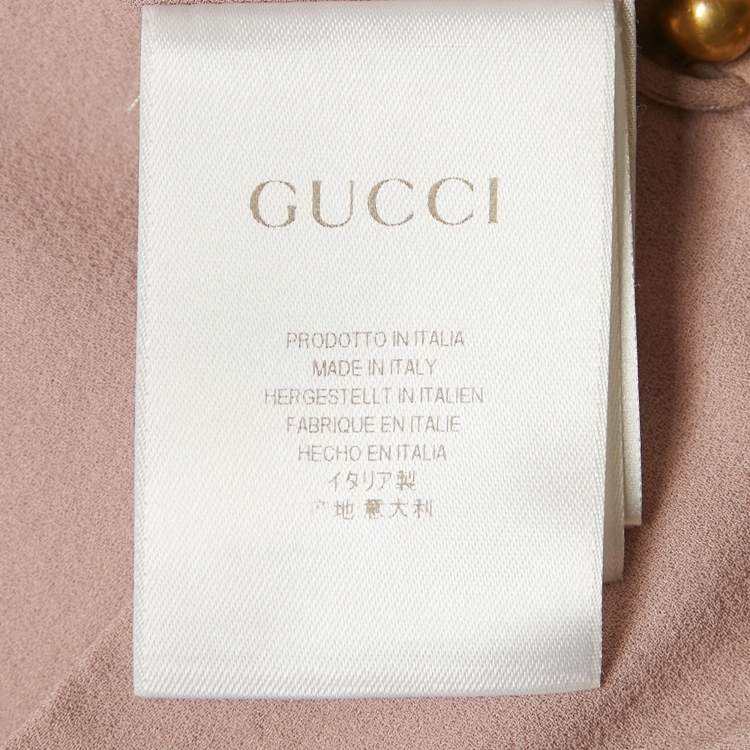 GUCCI
PRODOTTO IN ITALIA
MADE IN ITALY
HERGESTELLT IN ITALIEN
FABRIQUE EN ITALIE
HECHO EN ITALIA
イタリア製
产地 意大利